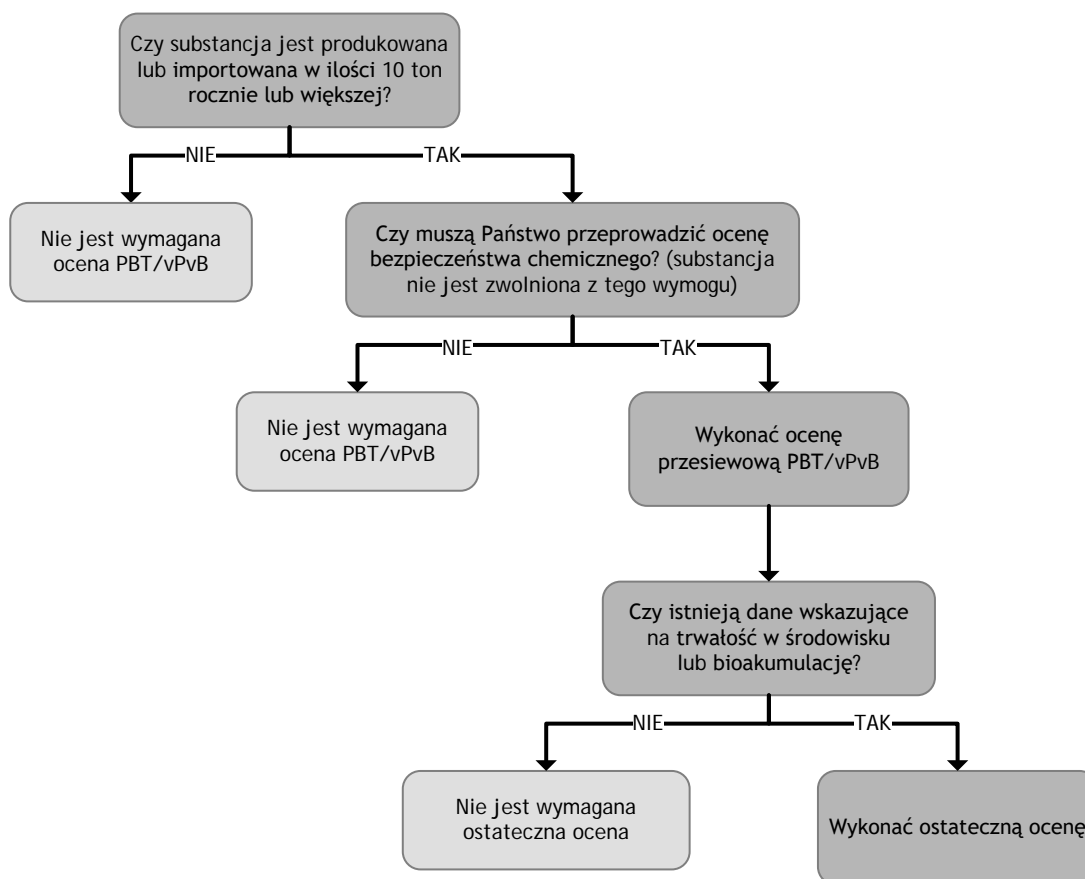 Czy substancja jest produkowana
lub importowana w ilości 10 ton
rocznie lub większej?
NIE
TAK
Nie jest wymagana
ocena PBT/vPvB
Czy muszą Państwo przeprowadzić ocenę
bezpieczeństwa chemicznego? (substancja
nie jest zwolniona z tego wymogu)
NIE
TAK
Nie jest wymagana
ocena PBT/vPvB
Wykonać ocenę
przesiewową PBT/vPvB
Czy istnieją dane wskazujące
na trwałość w środowisku
lub bioakumulację?
NIE
TAK
Nie jest wymagana
ostateczna ocena
Wykonać ostateczną ocenę